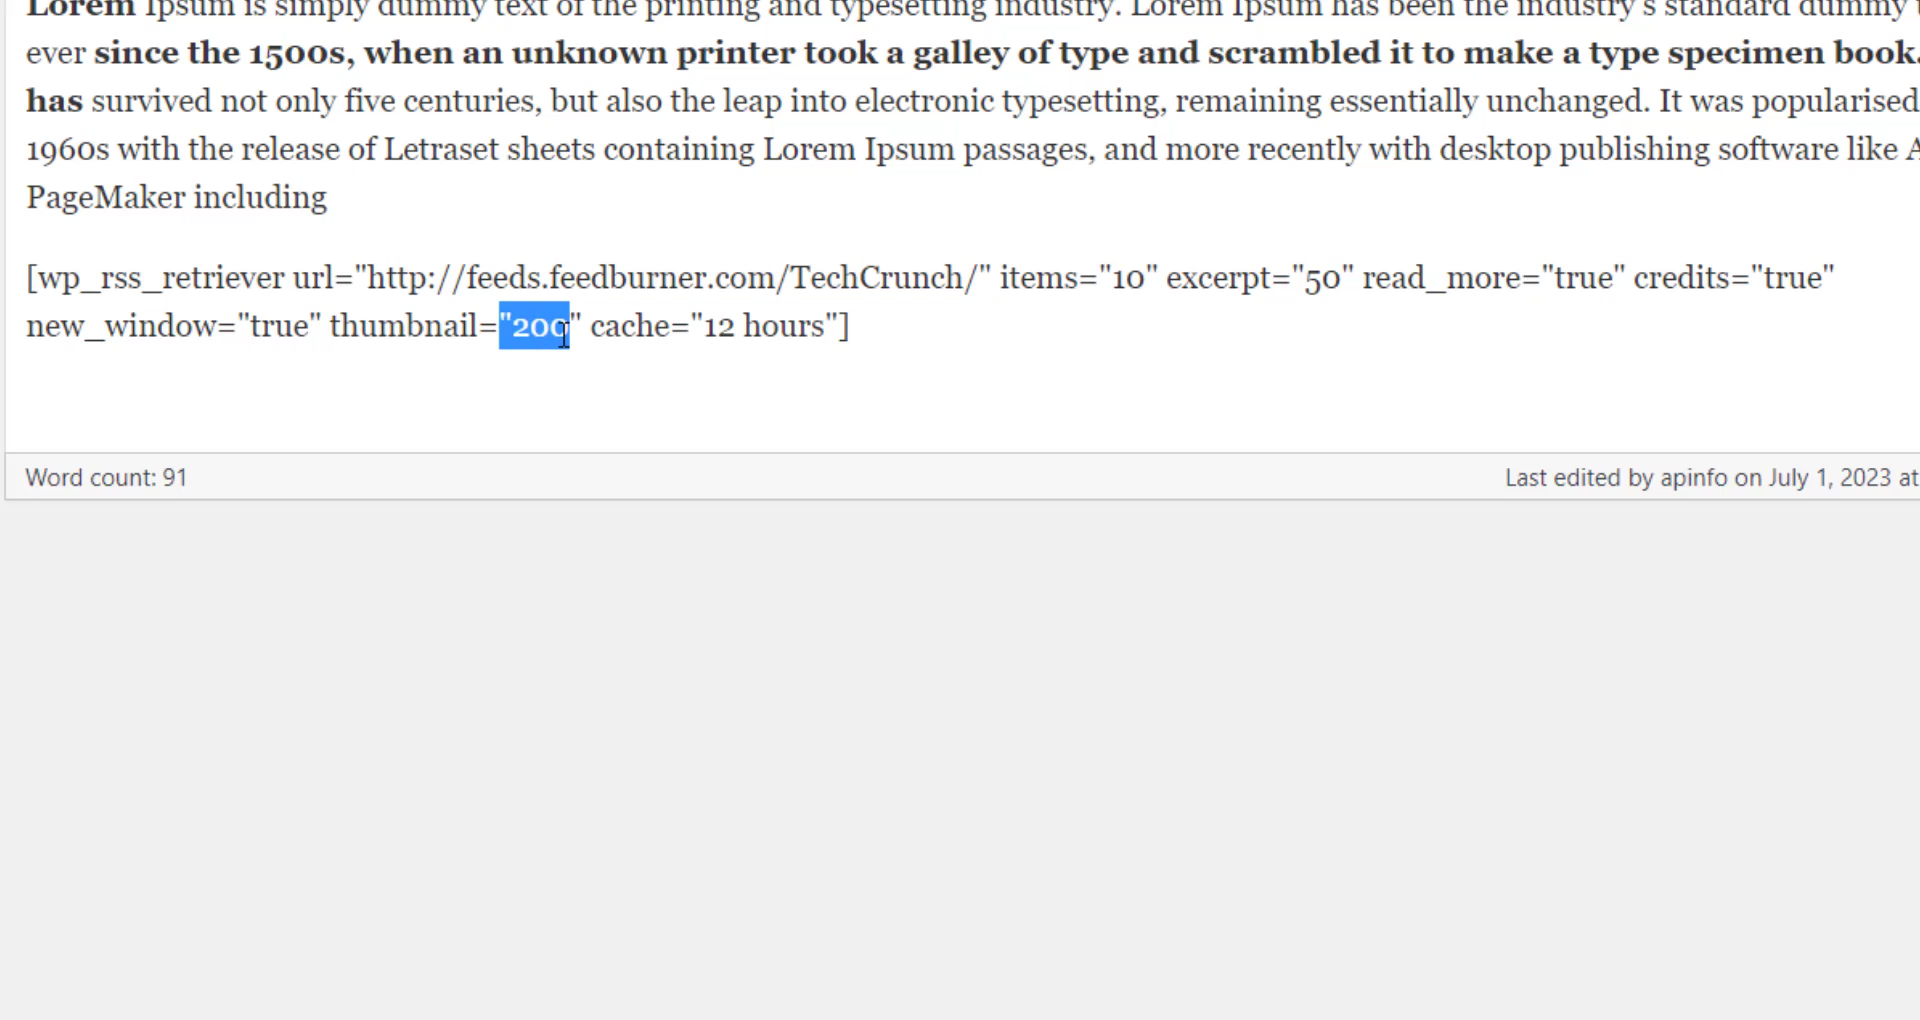 Lorem Ipsum is simply dummy text of the printing and typesetting industry. Lorem Ipsum has been the industry's standard dummy
ever since the 1500s, when an unknown printer took a galley of type and scrambled it to make a type specimen book.
has survived not only five centuries, but also the leap into electronic typesetting, remaining essentially unchanged. It was popularised
1960s with the release of Letraset sheets containing Lorem Ipsum passages, and more recently with desktop publishing software like
PageMaker including
[wp_rss_retriever url="http://feeds.feedburner.com/TechCrunch/" items="10" excerpt="50" read_more="true" credits="true"
new_window="true" thumbnail="200" cache="12 hours"]
Word count: 91
Last edited by apinfo on July 1, 2023 at